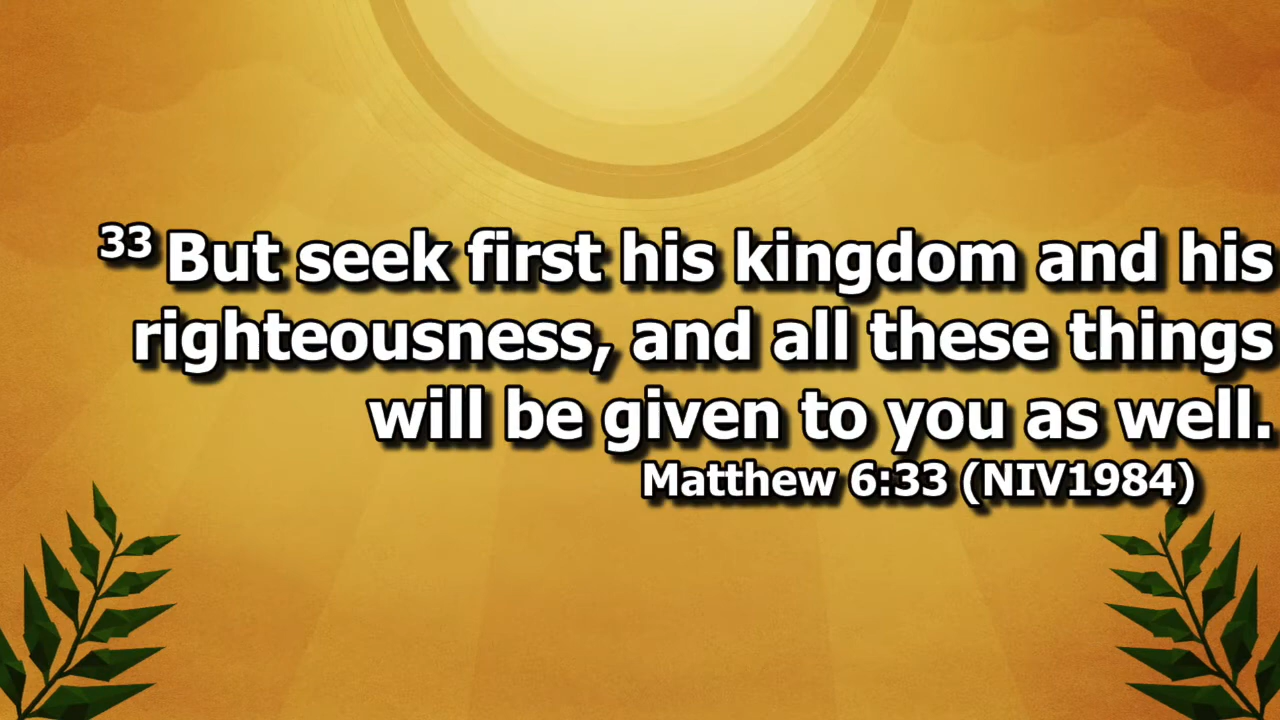 33 But seek first his kingdom and his
righteousness, and all these things
will be given to you as well.
Matthew 6:33 (NIV1984)